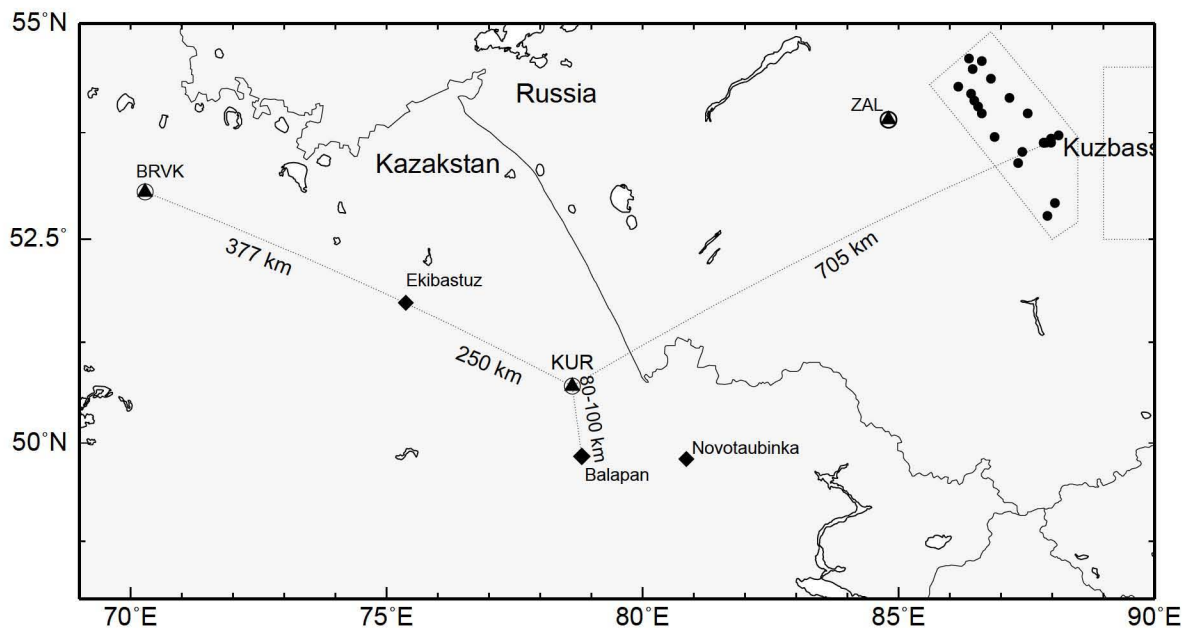 55°N
Russia
ZAL
Kazakstan
Kuzbass
BRVK
52.5°
377 km
705 km
Ekibastuz
250 km
KUR
80-100 km
50°N
Novotaubinka
Balapan
70°E
75°E
80°E
85°E
90°E